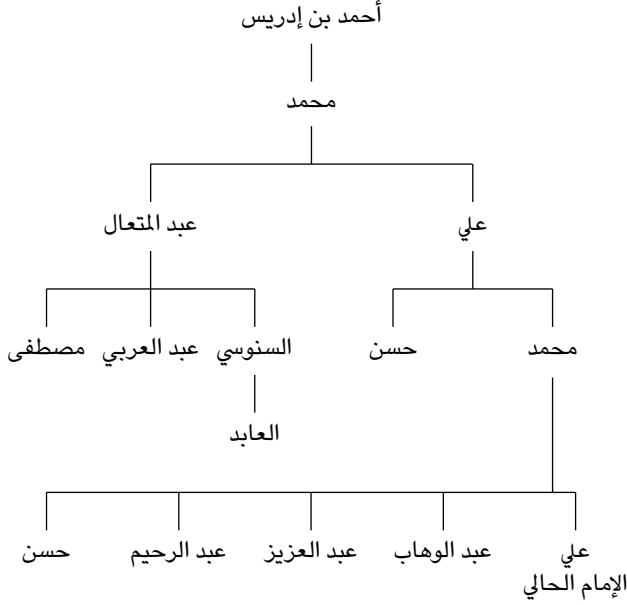 أحمد بن إدريس
محمد
علي
عبد المتعال
محمد
حسن
السنوسي
عبد العربي
مصطفى
العابد
علي
الإمام الحالي
عبد الوهاب
عبد العزيز
عبد الرحيم
حسن